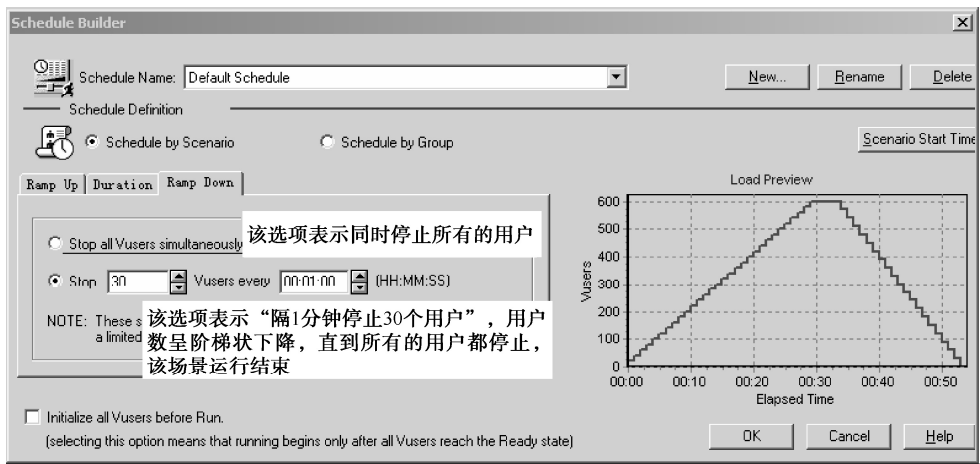 Schedule Builder
Schedule Name: Default Schedule
New... Rename Delete
Schedule Definition
Schedule by Scenario Schedule by Group
Scenario Start Time
Ramp Up Duration Ramp Down
Stop all Vusers simultaneously
该选项表示同时停止所有的用户
Stop 30 Vusers every 00:01:00 (HH:MM:SS)
NOTE: These
a limited
该选项表示“隔1分钟停止30个用户”，用户
数呈阶梯状下降，直到所有的用户都停止，
该场景运行结束
Load Preview
600
500
400
300
200
100
0
Vusers
00:00 00:10 00:20 00:30 00:40 00:50
Elapsed Time
Initialize all Vusers before Run.
(selecting this option means that running begins only after all Vusers reach the Ready state)
OK Cancel Help